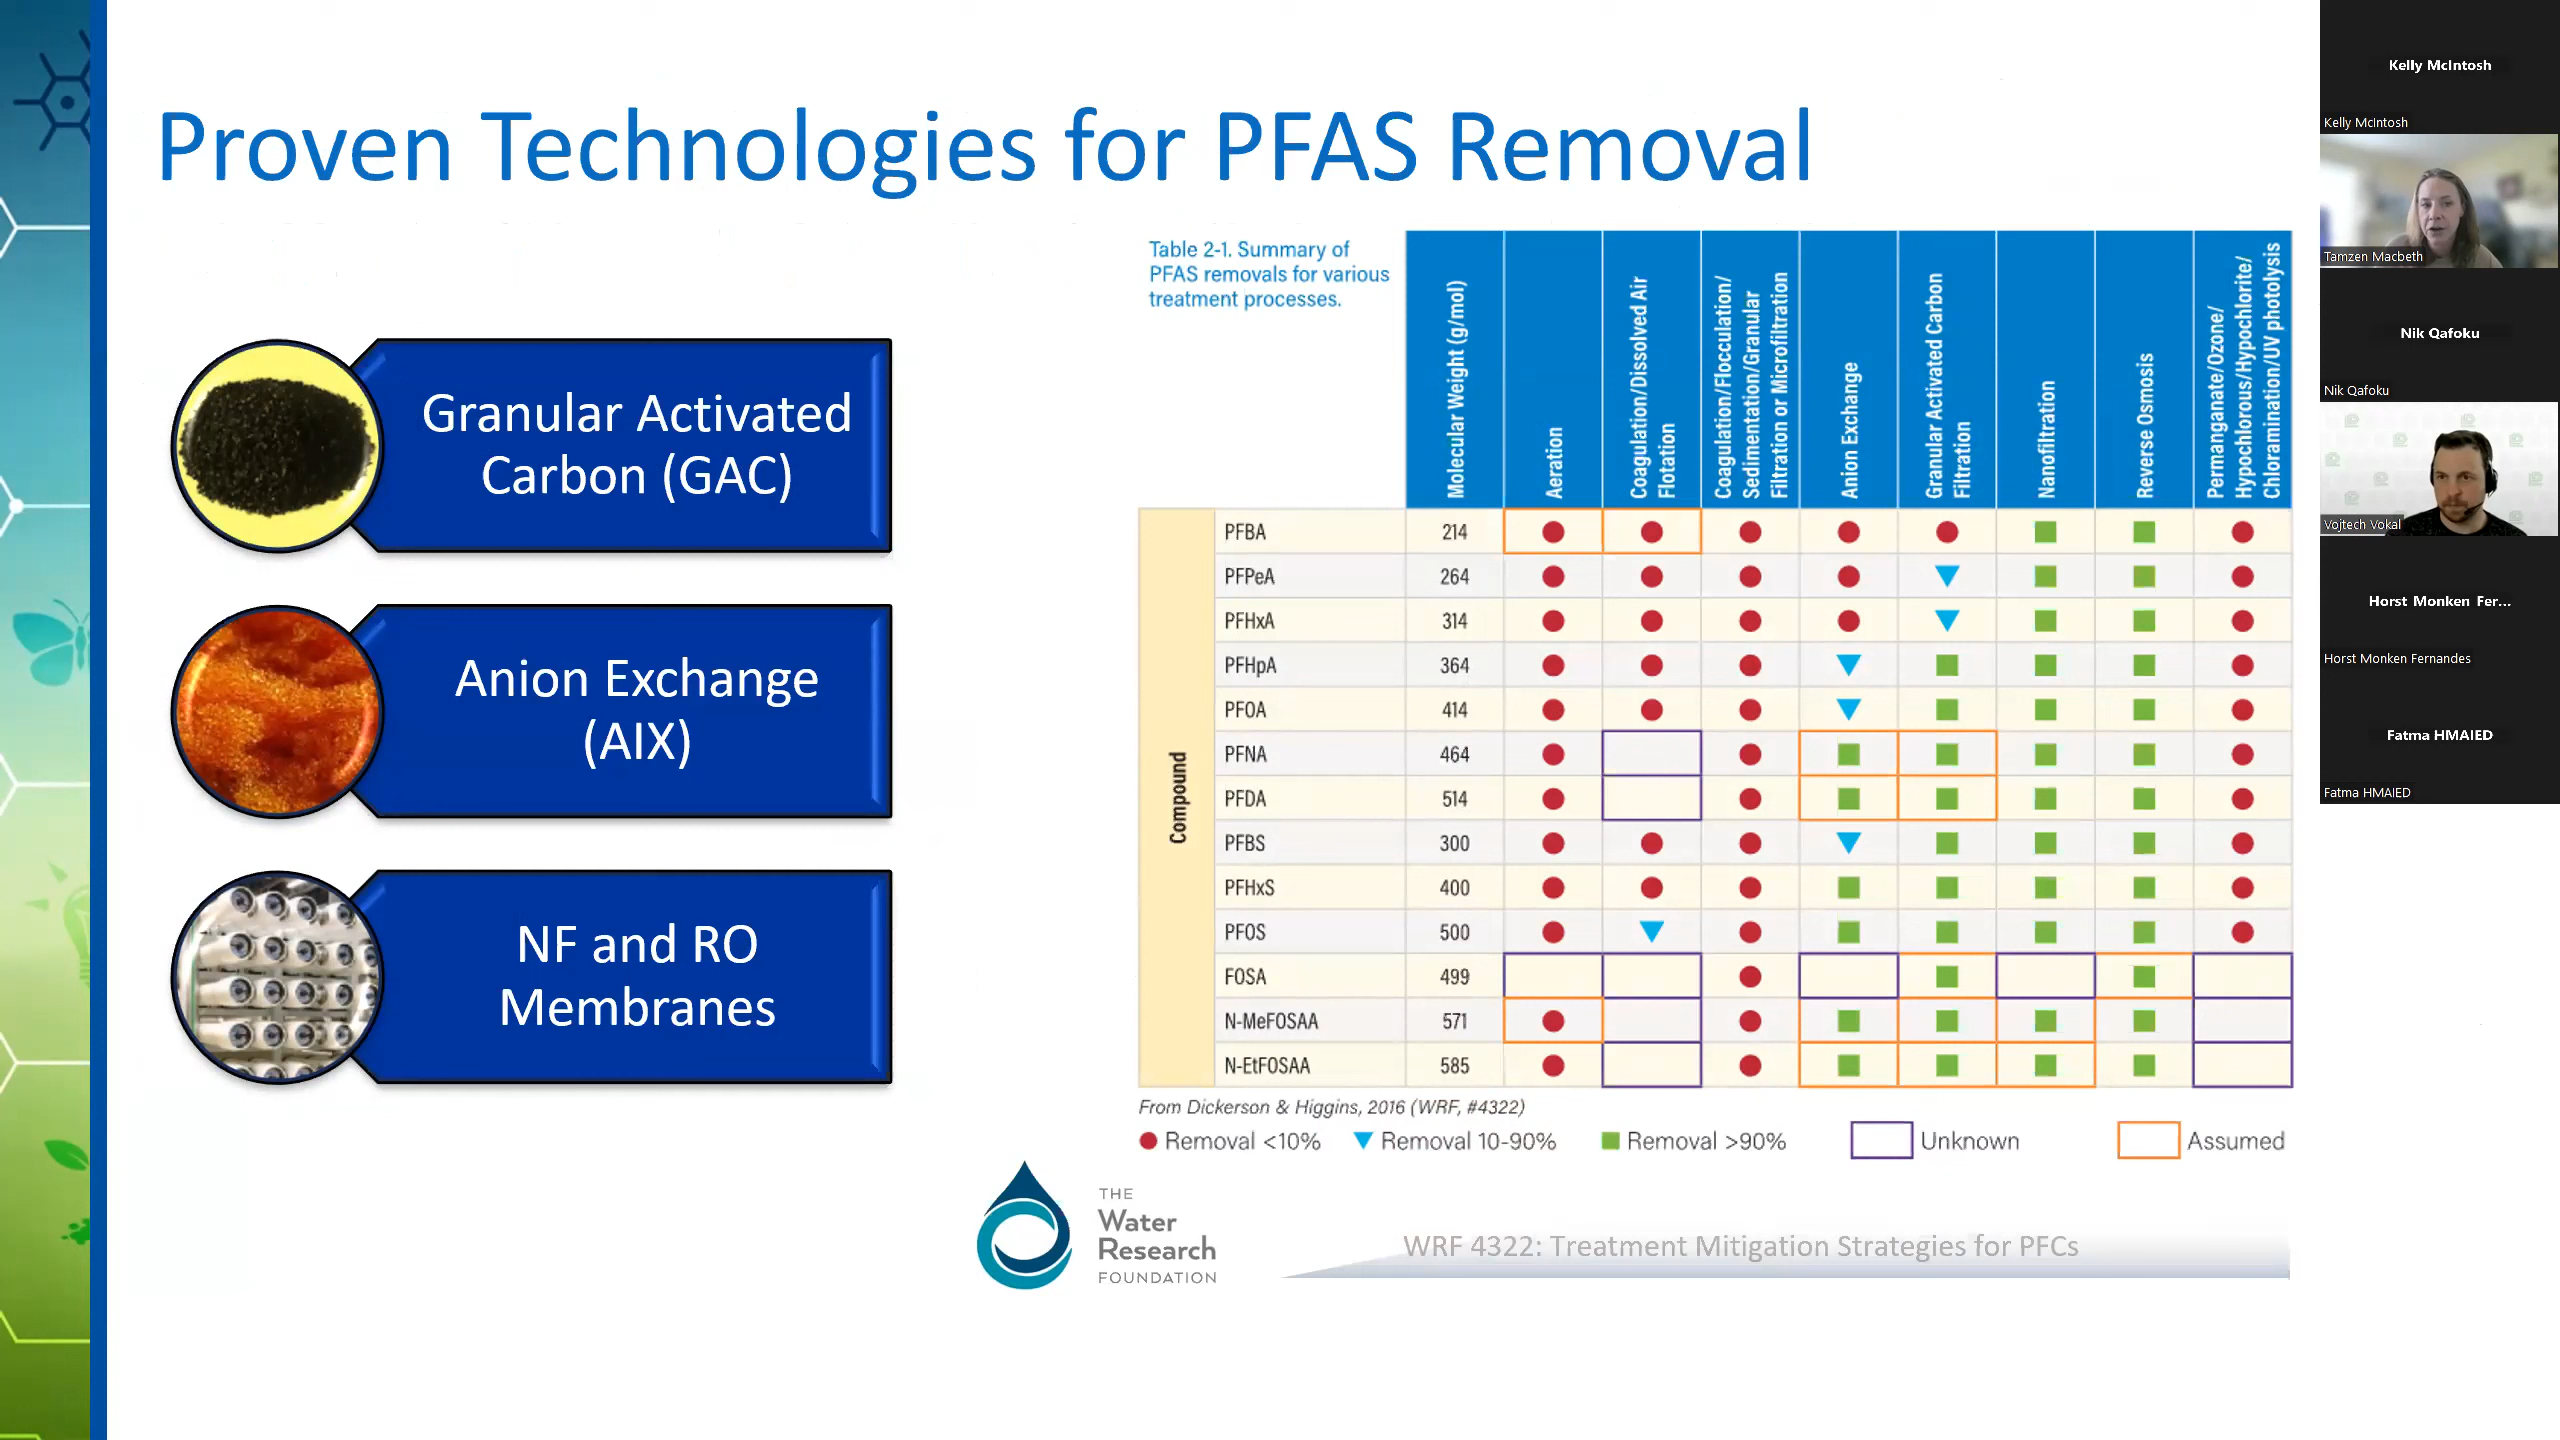 Proven Technologies for PFAS Removal
Granular Activated
Carbon (GAC)
Anion Exchange
(AIX)
NF and RO
Membranes
Table 2-1. Summary of
PFAS removals for various
treatment processes.
Molecular Weight (g/mol)
Aeration
Coagulation/Dissolved Air
Flotation
Coagulation/Flocculation/
Sedimentation/Granular
Filtration or Microfiltration
Anion Exchange
Granular Activated Carbon
Filtration
Nanofiltration
Reverse Osmosis
Permanganate/Ozone/
Hypochlorous/Hypochlorite/
Chloramination/UV photolysis
Compound
PFBA 214
PFPeA 264
PFHxA 314
PFHpA 364
PFOA 414
PFNA 464
PFDA 514
PFBS 300
PFHxS 400
PFOS 500
FOSA 499
N-MeFOSAA 571
N-EtFOSAA 585
From Dickerson & Higgins, 2016 (WRF, #4322)
Removal <10% Removal 10-90% Removal >90% Unknown Assumed
THE
Water
Research
FOUNDATION
WRF 4322: Treatment Mitigation Strategies for PFCs
Kelly McIntosh
Kelly McIntosh
Tamzen Macbeth
Nik Qafoku
Nik Qafoku
Vojtech Vokal
Horst Monken Fer...
Horst Monken Fernandes
Fatma HMAIED
Fatma HMAIED